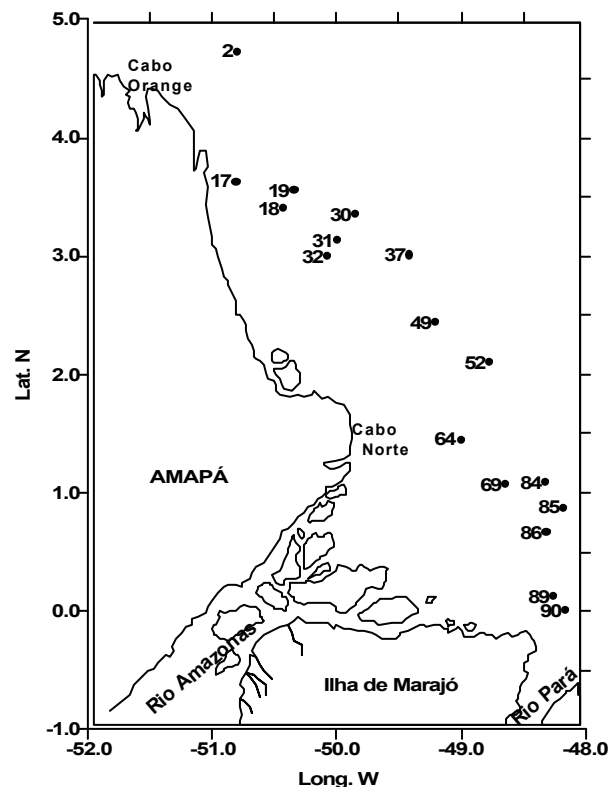 5.0
2
Cabo
Orange
4.0
17
19
18
30
31
32
3.0
37
49
52
2.0
Lat. N
Cabo
Norte
64
AMAPÁ
69
84
1.0
85
86
89
0.0
90
Rio Amazonas
Ilha de Marajó
Rio Pará
-1.0
-52.0
-51.0
-50.0
-49.0
-48.0
Long. W